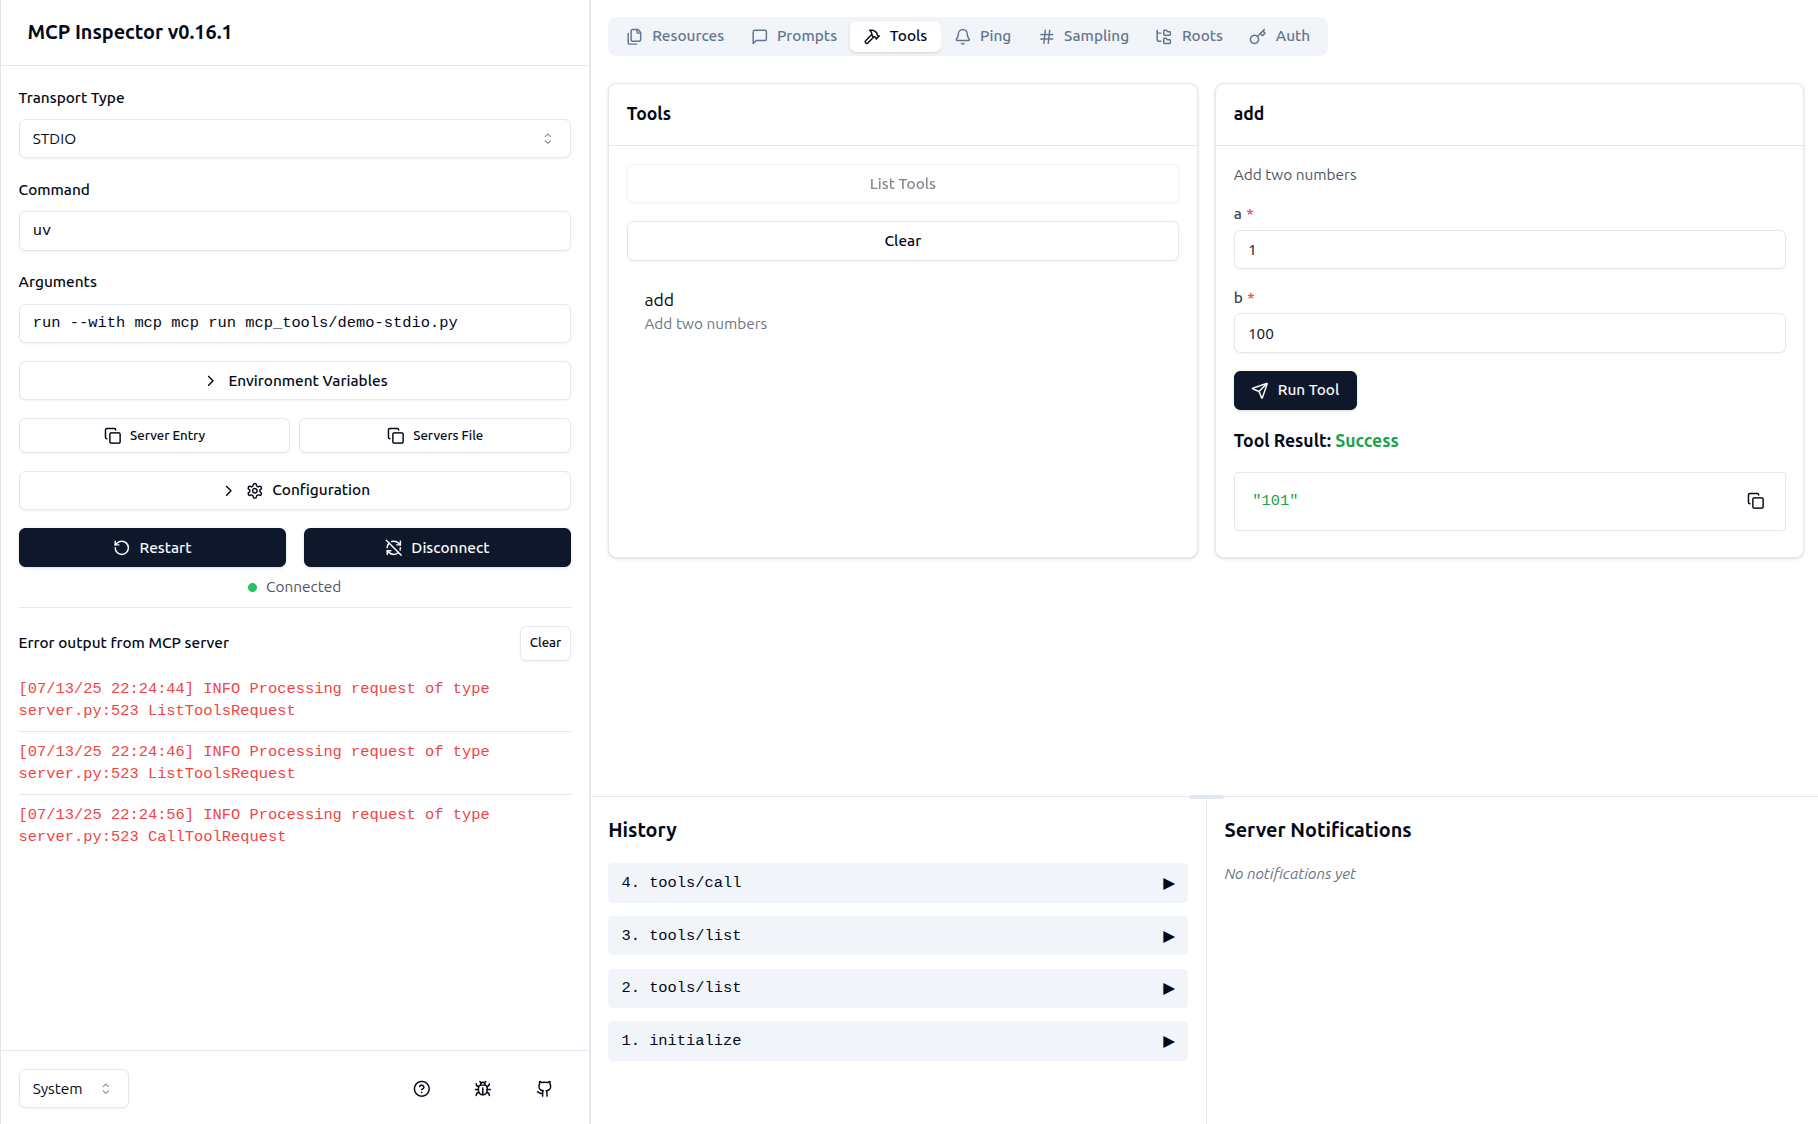 MCP Inspector v0.16.1
Transport Type
STDIO
Command
uv
Arguments
run --with mcp mcp run mcp_tools/demo-stdio.py
Environment Variables
Server Entry
Servers File
Configuration
Restart
Disconnect
Connected
Error output from MCP server
Clear
[07/13/25 22:24:44] INFO Processing request of type
server.py:523 ListToolsRequest
[07/13/25 22:24:46] INFO Processing request of type
server.py:523 ListToolsRequest
[07/13/25 22:24:56] INFO Processing request of type
server.py:523 CallToolRequest
System
Resources
Prompts
Tools
Ping
Sampling
Roots
Auth
Tools
List Tools
Clear
add
Add two numbers
add
Add two numbers
a *
1
b *
100
Run Tool
Tool Result: Success
"101"
History
4. tools/call
3. tools/list
2. tools/list
1. initialize
Server Notifications
No notifications yet